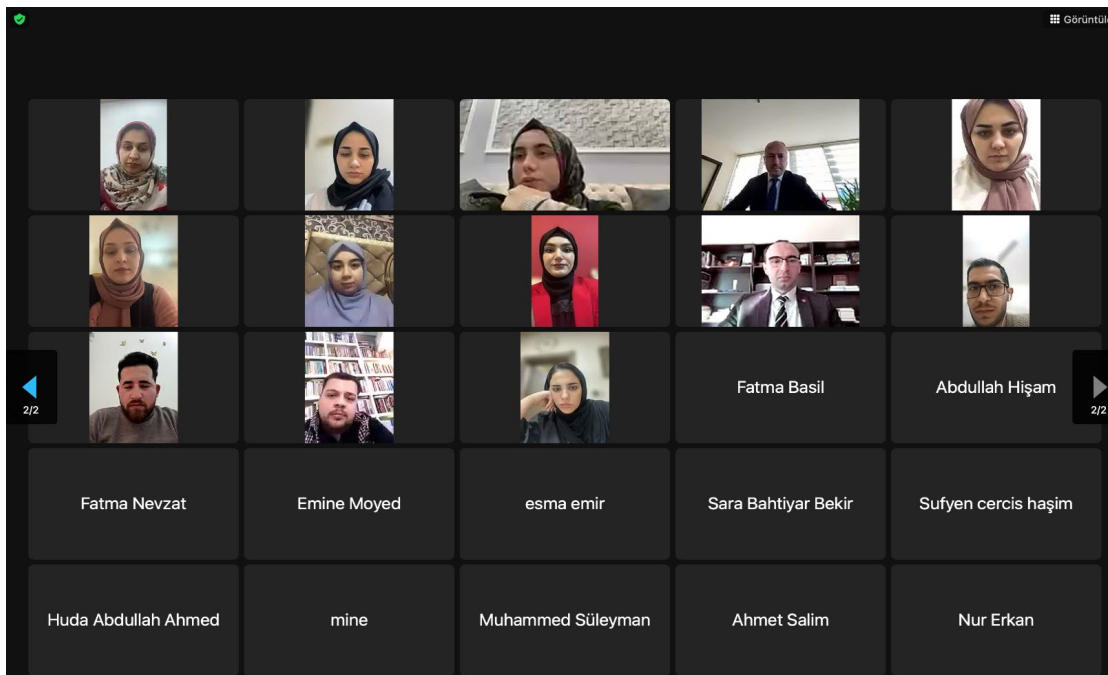 Görüntüle
2/2
Fatma Basil
Abdullah Hişam
2/2
Fatma Nevzat
Emine Moyed
esma emir
Sara Bahtiyar Bekir
Sufyen cercis haşim
Huda Abdullah Ahmed
mine
Muhammed Süleyman
Ahmet Salim
Nur Erkan